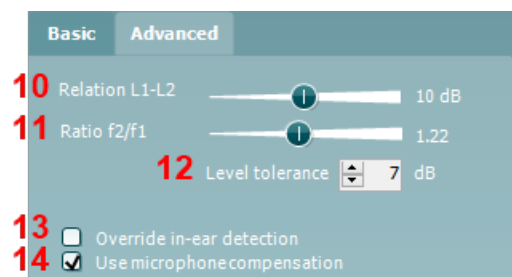 Basic Advanced
10 Relation L1-L2 10 dB
11 Ratio f2/f1 1.22
12 Level tolerance 7 dB
13 Override in-ear detection
14 Use microphone compensation